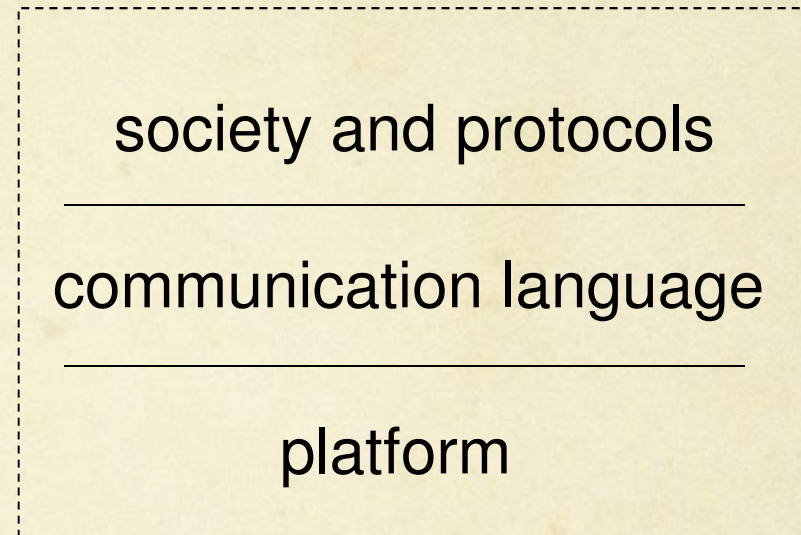 society and protocols
communication language
platform